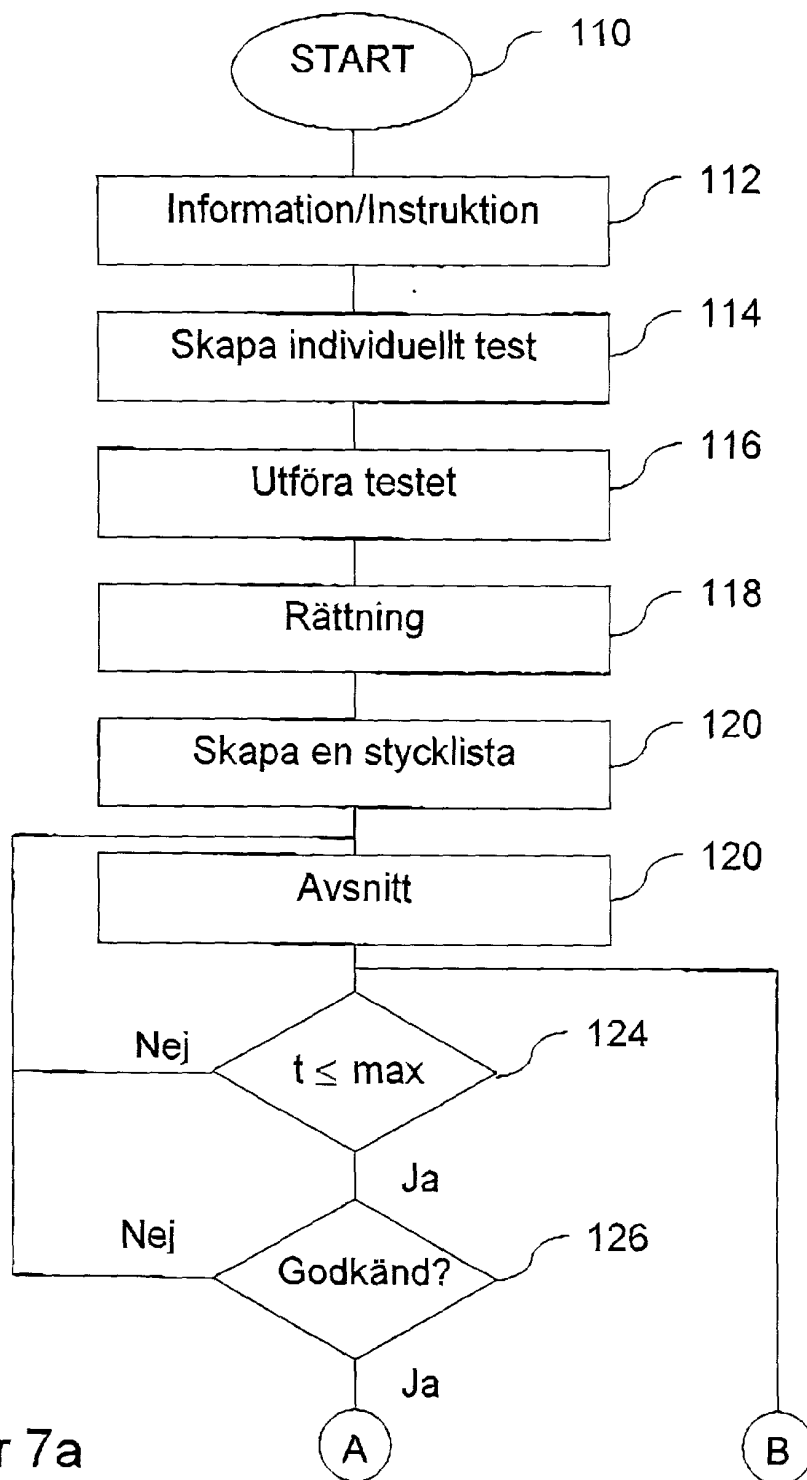 START
110
Information/Instruktion
112
Skapa individuellt test
114
Utföra testet
116
Rättning
118
Skapa en stycklista
120
Avsnitt
120
Nej
t ≤ max
124
Ja
Nej
Godkänd?
126
Ja
r 7a
A
B